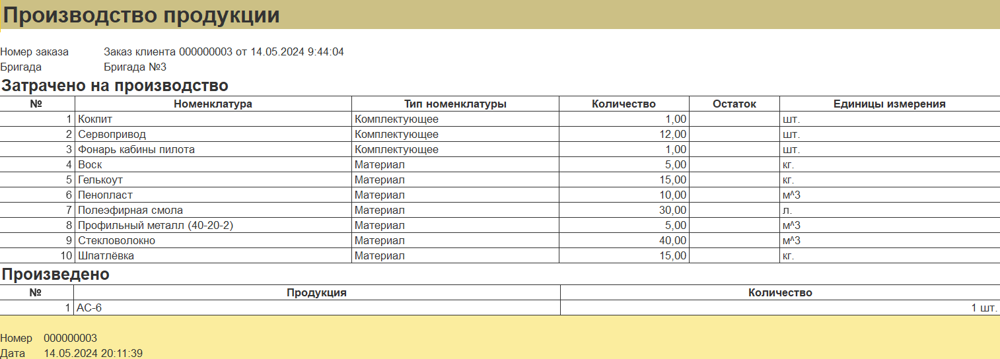 Производство продукции
Номер заказа Заказ клиента 000000003 от 14.05.2024 9:44:04
Бригада Бригада №3
Затрачено на производство
№ Номенклатура Тип номенклатуры Количество Остаток Единицы измерения
1 Кокпит Комплектующее 1,00 шт.
2 Сервопривод Комплектующее 12,00 шт.
3 Фонарь кабины пилота Комплектующее 1,00 шт.
4 Воск Материал 5,00 кг.
5 Гелькоут Материал 15,00 кг.
6 Пенопласт Материал 10,00 м^3
7 Полеэфирная смола Материал 30,00 л.
8 Профильный металл (40-20-2) Материал 5,00 м^3
9 Стекловолокно Материал 40,00 м^3
10 Шпатлёвка Материал 15,00 кг.
Произведено
№ Продукция Количество
1 АС-6 1 шт.
Номер 000000003
Дата 14.05.2024 20:11:39